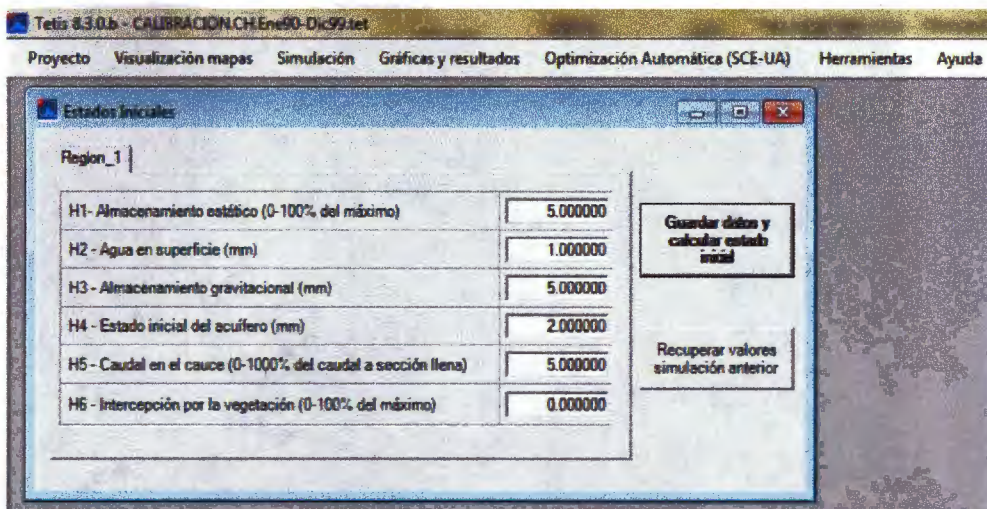 Tetis 8.3.0.b - CALIBRACION.CH.Ene90-Dic99.tet
Proyecto Visualización mapas Simulación Gráficas y resultados Optimización Automática (SCE-UA) Herramientas Ayuda
Estados Iniciales
Region_1
H1- Almacenamiento estático (0-100% del máximo) 5.000000
H2 - Agua en superficie (mm) 1.000000
H3 - Almacenamiento gravitacional (mm) 5.000000
H4 - Estado inicial del acuífero (mm) 2.000000
H5 - Caudal en el cauce (0-1000% del caudal a sección llena) 5.000000
H6 - Intercepción por la vegetación (0-100% del máximo) 0.000000
Guardar datos y
calcular estado
inicial
Recuperar valores
simulación anterior